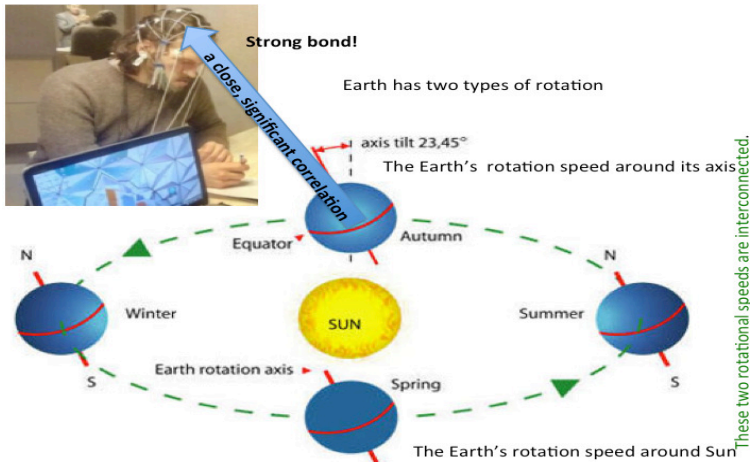 Strong bond!
a close, significant correlation
Earth has two types of rotation
axis tilt 23,45°
The Earth's rotation speed around its axis
Equator
Autumn
N
N
Winter
SUN
Summer
Earth rotation axis
S
Spring
S
The Earth's rotation speed around Sun
These two rotational speeds are interconnected.